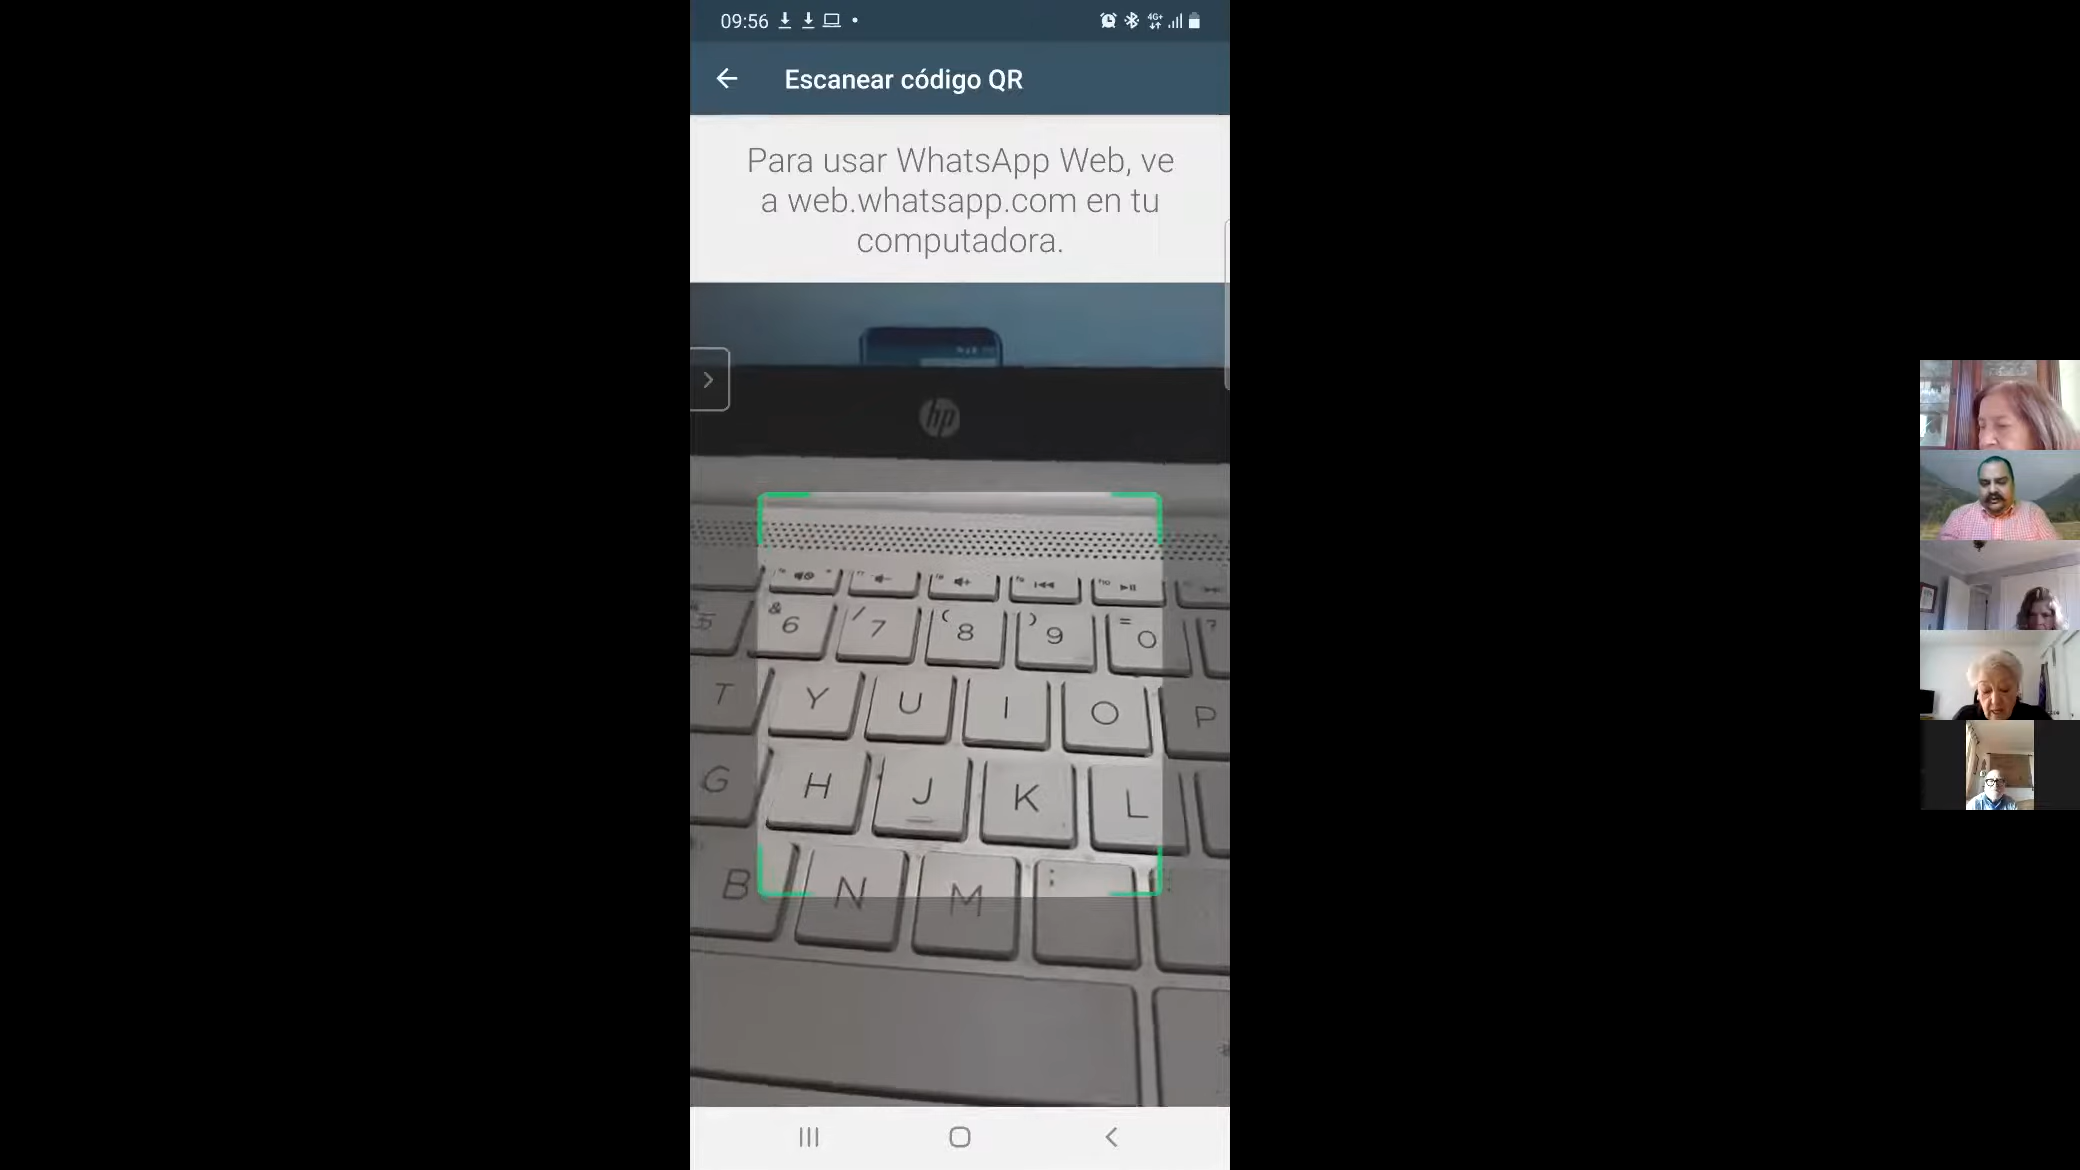 09:56
4G+
Escanear código QR
Para usar WhatsApp Web, ve
a web.whatsapp.com en tu
computadora.
hp
& 6 / 7 ( 8 ) 9 = 0 ?
T Y U I O P
G H J K L
B N M ; :